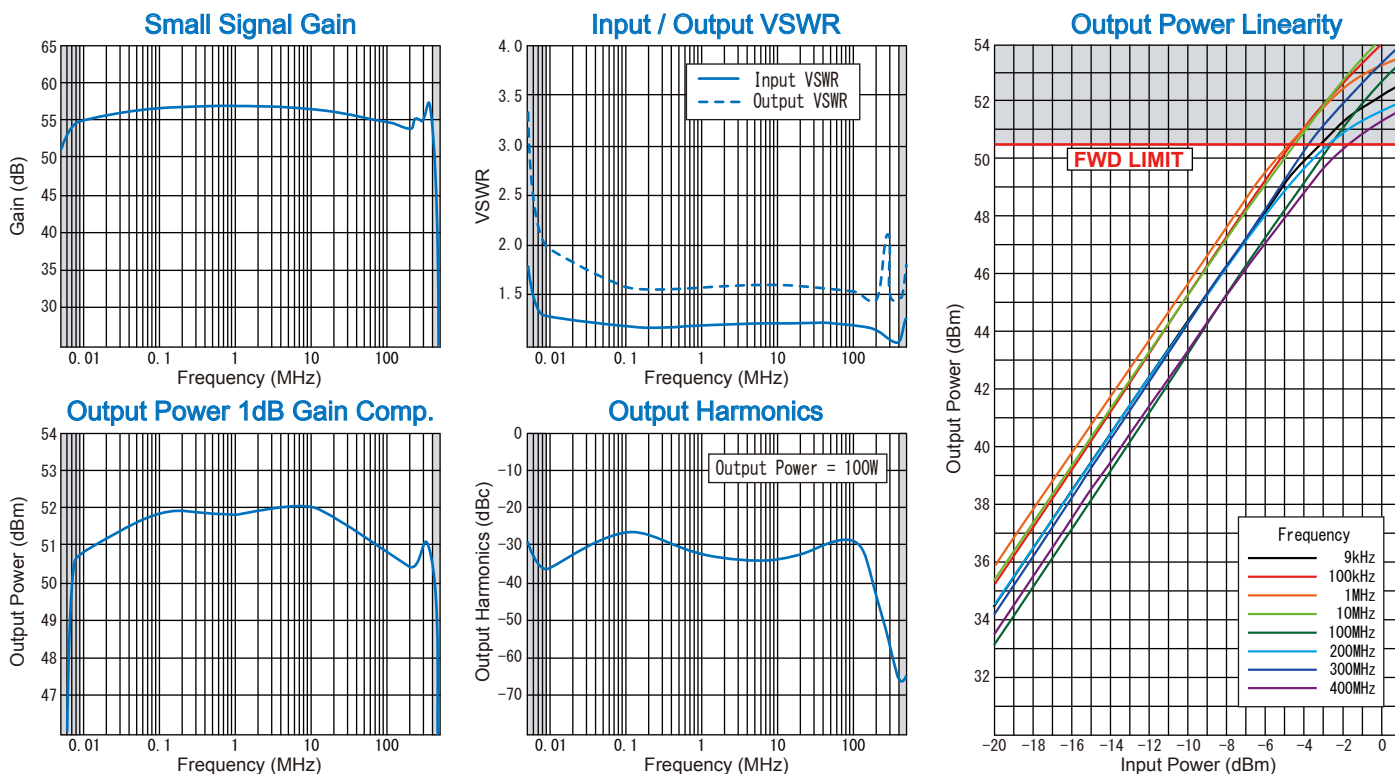 Small Signal Gain
65
60
55
50
45
40
35
30
Gain (dB)
0.01 0.1 1 10 100
Frequency (MHz)
Input / Output VSWR
4.0
3.5
3.0
2.5
2.0
1.5
VSWR
Input VSWR
Output VSWR
0.01 0.1 1 10 100
Frequency (MHz)
Output Power Linearity
54
52
50
48
46
44
42
40
38
36
34
32
Output Power (dBm)
FWD LIMIT
Frequency
9kHz
100kHz
1MHz
10MHz
100MHz
200MHz
300MHz
400MHz
-20 -18 -16 -14 -12 -10 -8 -6 -4 -2 0
Input Power (dBm)
Output Power 1dB Gain Comp.
54
53
52
51
50
49
48
47
Output Power (dBm)
0.01 0.1 1 10 100
Frequency (MHz)
Output Harmonics
0
-10
-20
-30
-40
-50
-60
-70
Output Harmonics (dBc)
Output Power = 100W
0.01 0.1 1 10 100
Frequency (MHz)